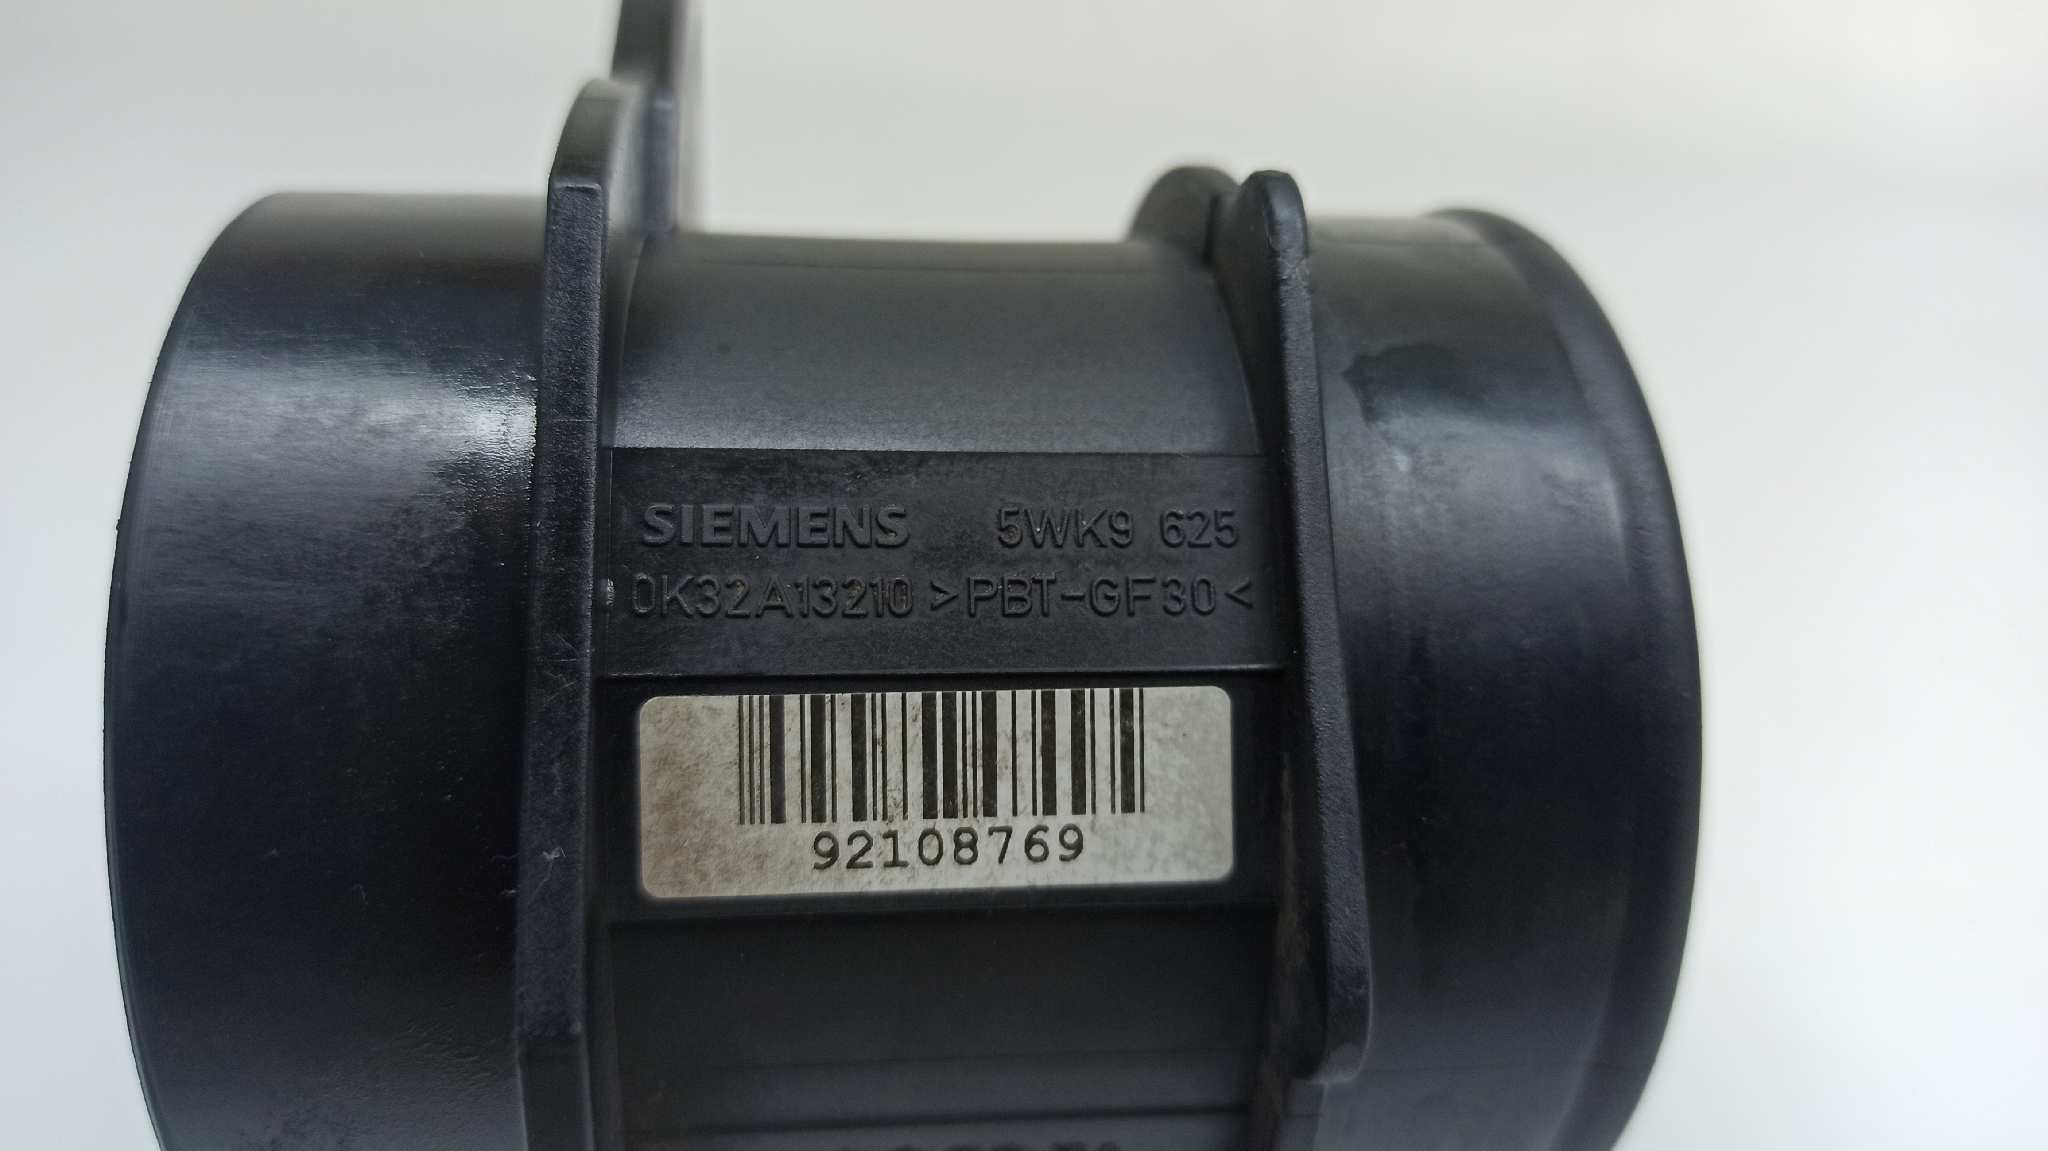 SIEMENS 5WK9 625
0K32A13210 >PBT-GF30<
92108769